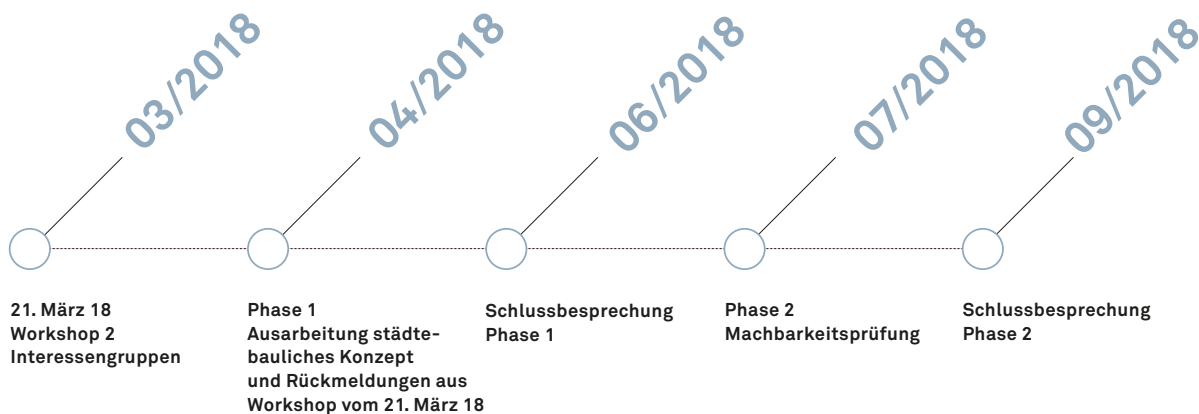 03/2018
04/2018
06/2018
07/2018
09/2018
21. März 18
Workshop 2
Interessengruppen
Phase 1
Ausarbeitung städte-
bauliches Konzept
und Rückmeldungen aus
Workshop vom 21. März 18
Schlussbesprechung
Phase 1
Phase 2
Machbarkeitsprüfung
Schlussbesprechung
Phase 2